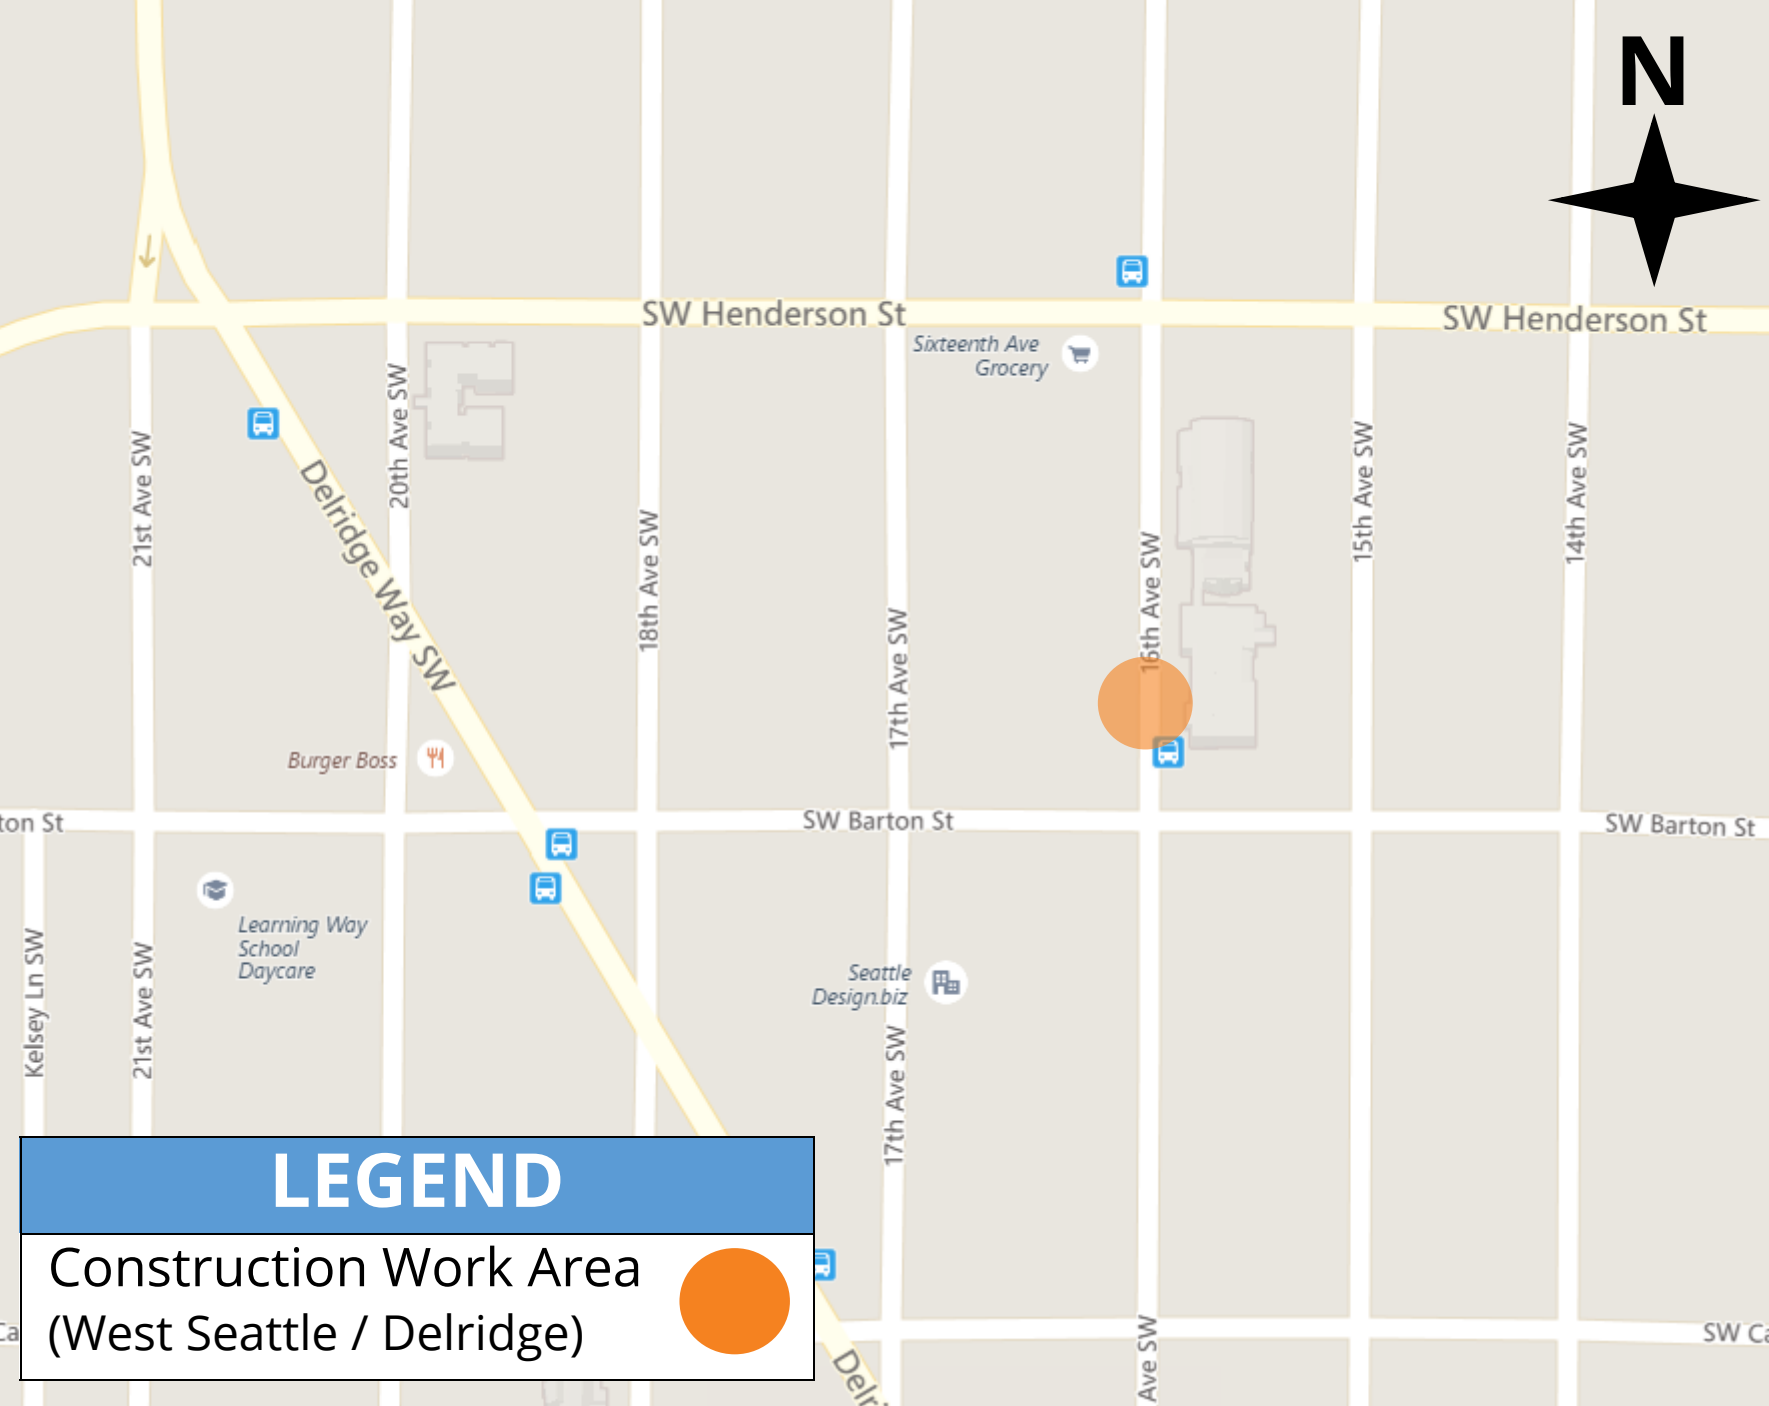 N
SW Henderson St
SW Henderson St
Sixteenth Ave
Grocery
20th Ave SW
21st Ave SW
Delridge Way SW
18th Ave SW
17th Ave SW
16th Ave SW
15th Ave SW
14th Ave SW
Burger Boss
ton St
SW Barton St
SW Barton St
Learning Way
School
Daycare
Kelsey Ln SW
21st Ave SW
Seattle
Design.biz
17th Ave SW
LEGEND
Construction Work Area
(West Seattle / Delridge)
Ca
SW Ca
Ave SW
Delri